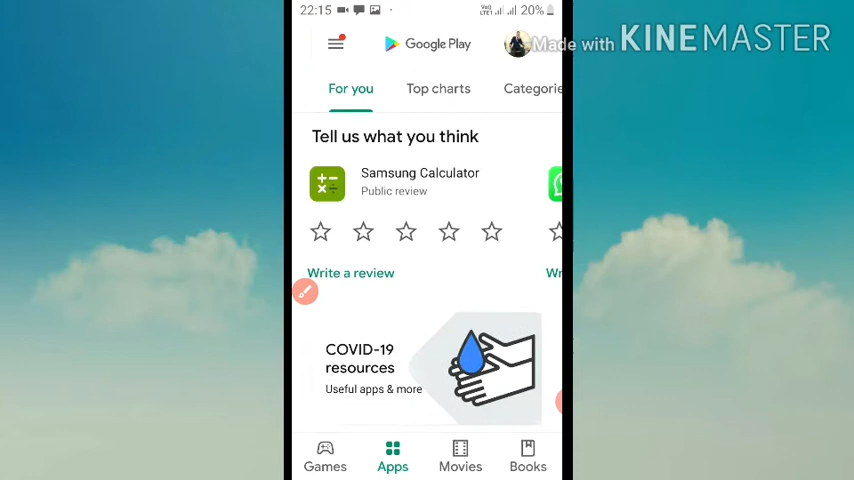 22:15 VoLTE1 20%
Google Play
Made with KINEMASTER
For you Top charts Categorie
Tell us what you think
Samsung Calculator
Public review
Write a review Wr
COVID-19
resources
Useful apps & more
Games Apps Movies Books